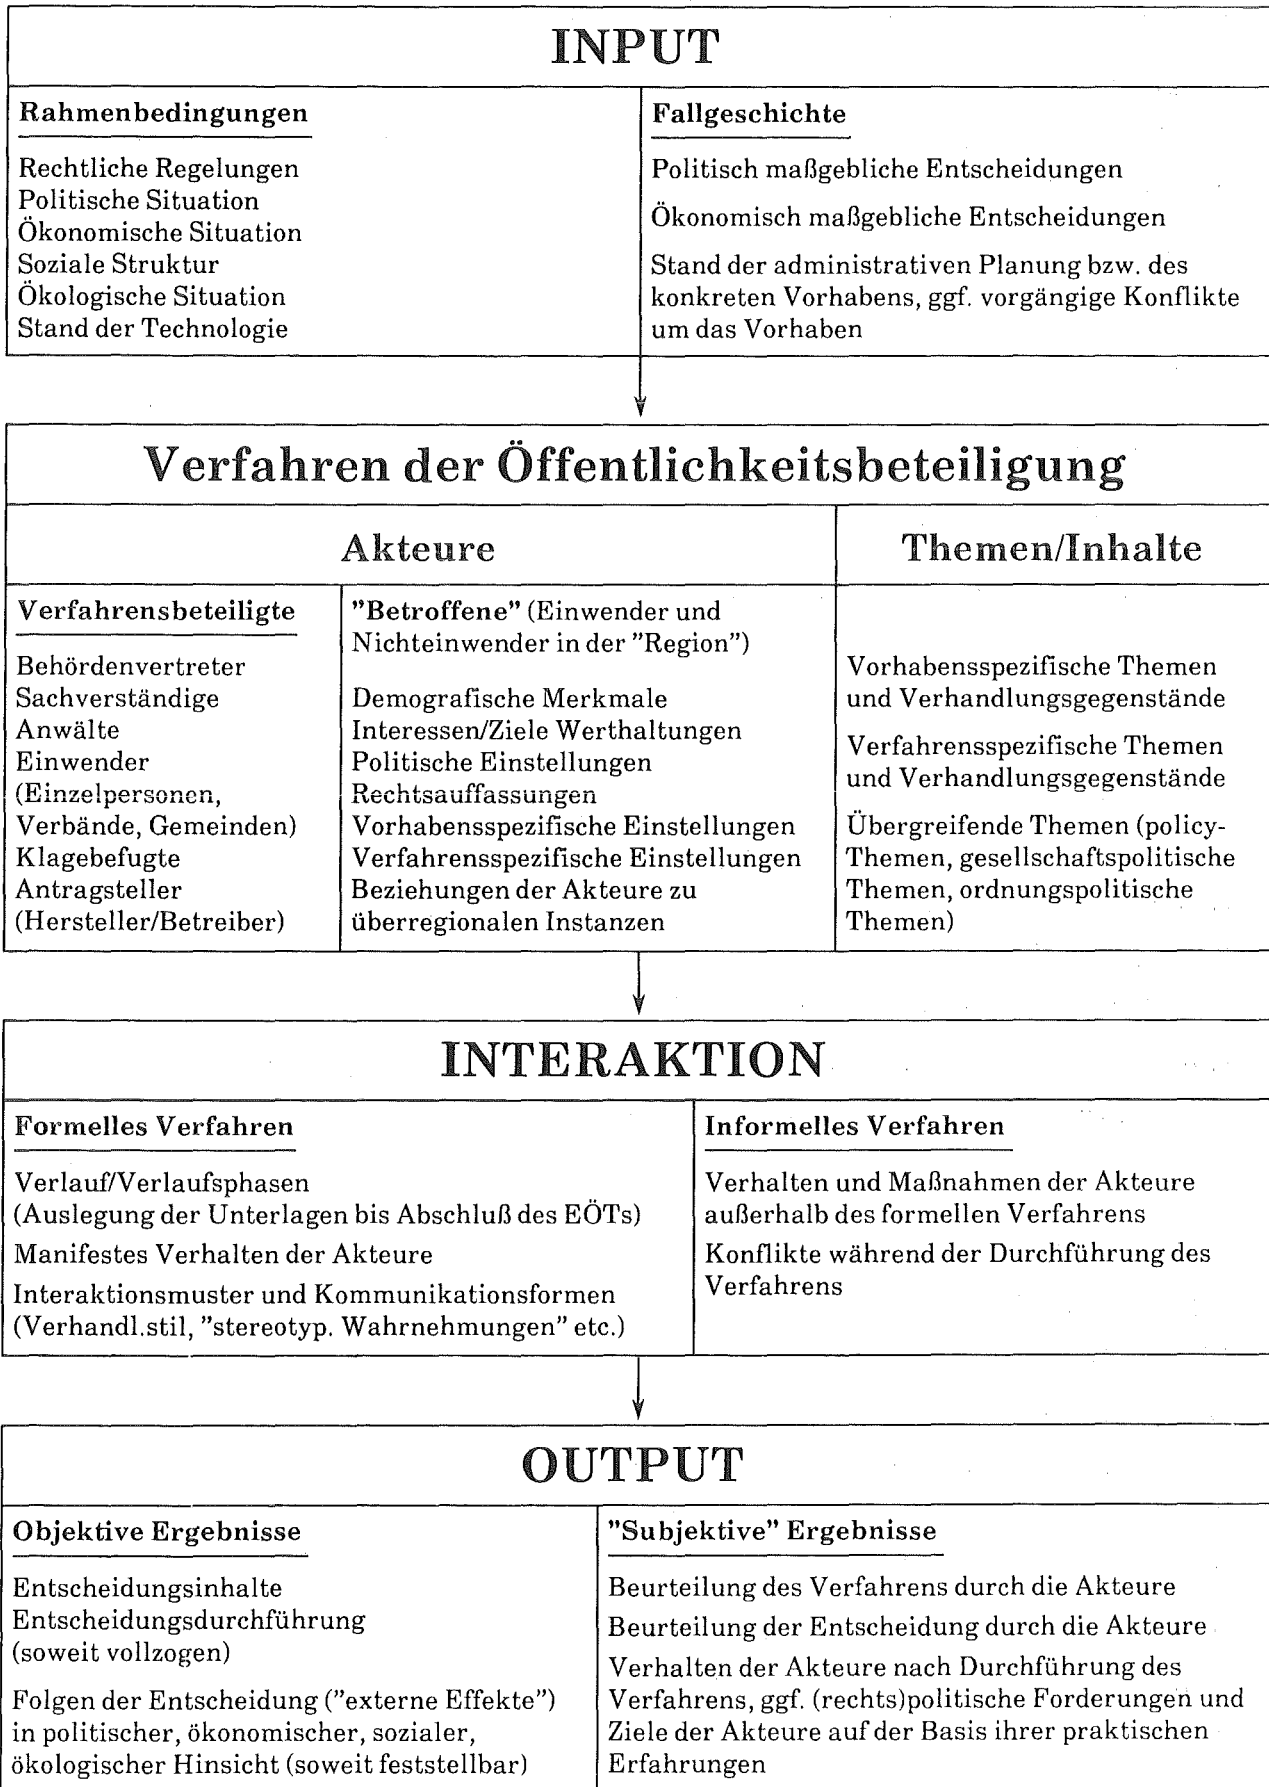 INPUT
Rahmenbedingungen
Rechtliche Regelungen
Politische Situation
Ökonomische Situation
Soziale Struktur
Ökologische Situation
Stand der Technologie
Fallgeschichte
Politisch maßgebliche Entscheidungen
Ökonomisch maßgebliche Entscheidungen
Stand der administrativen Planung bzw. des
konkreten Vorhabens, ggf. vorgängige Konflikte
um das Vorhaben
Verfahren der Öffentlichkeitsbeteiligung
Akteure
Themen/Inhalte
Verfahrensbeteiligte
Behördenvertreter
Sachverständige
Anwälte
Einwender
(Einzelpersonen,
Verbände, Gemeinden)
Klagebefugte
Antragsteller
(Hersteller/Betreiber)
"Betroffene" (Einwender und
Nichteinwender in der "Region")
Demografische Merkmale
Interessen/Ziele Werthaltungen
Politische Einstellungen
Rechtsauffassungen
Vorhabensspezifische Einstellungen
Verfahrensspezifische Einstellungen
Beziehungen der Akteure zu
überregionalen Instanzen
Vorhabensspezifische Themen
und Verhandlungsgegenstände
Verfahrensspezifische Themen
und Verhandlungsgegenstände
Übergreifende Themen (policy-
Themen, gesellschaftspolitische
Themen, ordnungspolitische
Themen)
INTERAKTION
Formelles Verfahren
Verlauf/Verlaufsphasen
(Auslegung der Unterlagen bis Abschluß des EÖTs)
Manifestes Verhalten der Akteure
Interaktionsmuster und Kommunikationsformen
(Verhandl.stil, "stereotyp. Wahrnehmungen" etc.)
Informelles Verfahren
Verhalten und Maßnahmen der Akteure
außerhalb des formellen Verfahrens
Konflikte während der Durchführung des
Verfahrens
OUTPUT
Objektive Ergebnisse
Entscheidungsinhalte
Entscheidungsdurchführung
(soweit vollzogen)
Folgen der Entscheidung ("externe Effekte")
in politischer, ökonomischer, sozialer,
ökologischer Hinsicht (soweit feststellbar)
"Subjektive" Ergebnisse
Beurteilung des Verfahrens durch die Akteure
Beurteilung der Entscheidung durch die Akteure
Verhalten der Akteure nach Durchführung des
Verfahrens, ggf. (rechts)politische Forderungen und
Ziele der Akteure auf der Basis ihrer praktischen
Erfahrungen